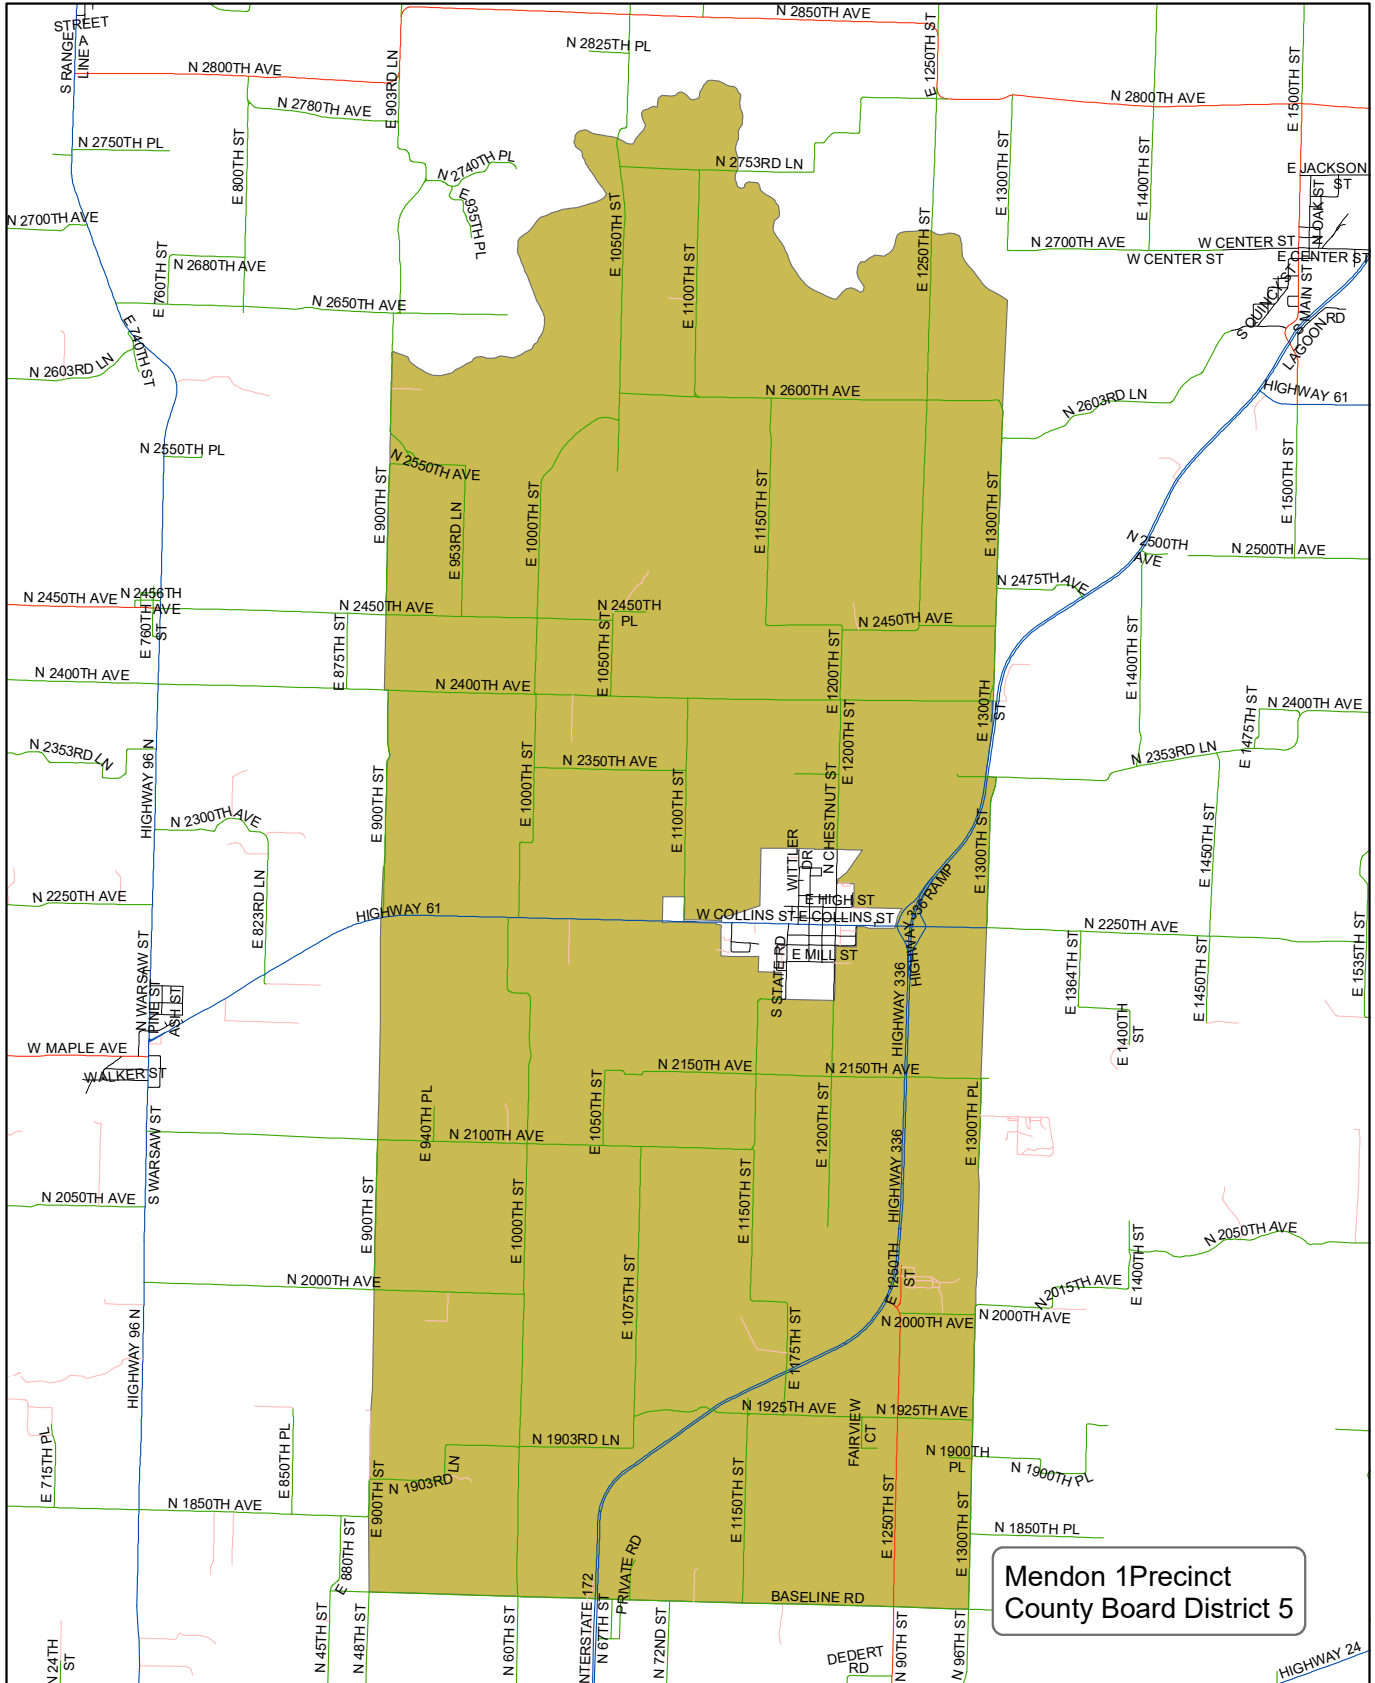 STREET
A
S RANGE
LINE
N 2850TH AVE
N 2825TH PL
E 1250TH ST
N 2800TH AVE
E 903RD LN
N 2780TH AVE
N 2800TH AVE
E 1500TH ST
N 2750TH PL
E 800TH ST
N 2740TH PL
E 935TH PL
N 2753RD LN
E 1300TH ST
E 1400TH ST
E JACKSON
ST
N OAK ST
N 2700TH AVE
E 1050TH ST
N 2700TH AVE
W CENTER ST
W CENTER ST
E CENTER ST
E 760TH ST
N 2680TH AVE
E 1100TH ST
E 1250TH ST
N 2650TH AVE
S QUINCY ST
S MAIN ST
LAGOON RD
E 740TH ST
N 2603RD LN
N 2600TH AVE
N 2603RD LN
HIGHWAY 61
N 2550TH PL
N 2550TH AVE
E 900TH ST
E 953RD LN
E 1000TH ST
E 1150TH ST
E 1300TH ST
E 1500TH ST
N 2500TH
AVE
N 2500TH AVE
N 2475TH AVE
N 2450TH AVE
N 2456TH
AVE
E 760TH
ST
N 2450TH AVE
E 875TH ST
N 2450TH
PL
E 1050TH ST
N 2450TH AVE
E 1200TH ST
E 1400TH ST
N 2400TH AVE
N 2400TH AVE
E 1300TH
ST
N 2400TH AVE
E 1475TH ST
N 2353RD LN
HIGHWAY 96 N
E 900TH ST
E 1000TH ST
N 2350TH AVE
E 1100TH ST
E 1200TH ST
N 2353RD LN
N 2300TH AVE
WITTLER
DR
N CHESTNUT ST
E 1300TH ST
E 1450TH ST
N 2250TH AVE
E 823RD LN
HIGHWAY 61
E HIGH ST
W COLLINS ST
E COLLINS ST
HIGHWAY 336 RAMP
N 2250TH AVE
E MILL ST
S STATE RD
HIGHWAY 336
HIGHWAY 336
E 1364TH ST
E 1450TH ST
E 1535TH ST
N WARSAW ST
PINE ST
ASH ST
E 1400TH
ST
W MAPLE AVE
WALKER ST
N 2150TH AVE
N 2150TH AVE
E 940TH PL
E 1050TH ST
E 1200TH ST
E 1300TH PL
N 2100TH AVE
S WARSAW ST
HIGHWAY 336
N 2050TH AVE
E 900TH ST
E 1000TH ST
E 1150TH ST
N 2050TH AVE
E 1400TH ST
N 2000TH AVE
E 1075TH ST
E 1250TH
ST
N 2015TH AVE
N 2000TH AVE
N 2000TH AVE
HIGHWAY 96 N
E 1175TH ST
N 1925TH AVE
N 1925TH AVE
FAIRVIEW
CT
E 715TH PL
E 850TH PL
N 1903RD LN
N 1903RD
LN
N 1900TH
PL
N 1900TH PL
N 1850TH AVE
E 900TH ST
E 1150TH ST
E 1250TH ST
E 1300TH ST
N 1850TH PL
E 880TH ST
PRIVATE RD
BASELINE RD
Mendon 1Precinct
County Board District 5
N 24TH
ST
N 45TH ST
N 48TH ST
N 60TH ST
NTERSTATE 172
N 67TH ST
N 72ND ST
DEDERT
RD
N 90TH ST
N 96TH ST
HIGHWAY 24